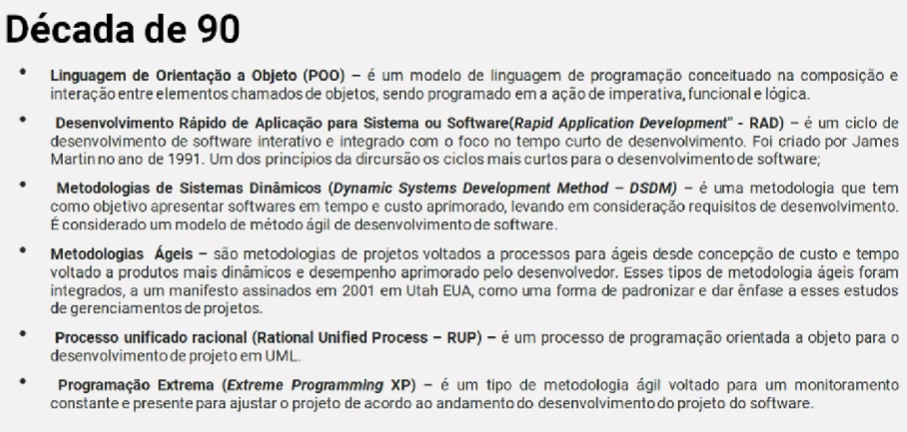 Década de 90
• Linguagem de Orientação a Objeto (POO) – é um modelo de linguagem de programação conceituado na composição e
interação entre elementos chamados de objetos, sendo programado em a ação de imperativa, funcional e lógica.
• Desenvolvimento Rápido de Aplicação para Sistema ou Software(Rapid Application Development" - RAD) – é um ciclo de
desenvolvimento de software interativo e integrado com o foco no tempo curto de desenvolvimento. Foi criado por James
Martin no ano de 1991. Um dos princípios da dircursão os ciclos mais curtos para o desenvolvimento de software;
• Metodologias de Sistemas Dinâmicos (Dynamic Systems Development Method – DSDM) – é uma metodologia que tem
como objetivo apresentar softwares em tempo e custo aprimorado, levando em consideração requisitos de desenvolvimento.
É considerado um modelo de método ágil de desenvolvimento de software.
• Metodologias Ágeis – são metodologias de projetos voltados a processos para ágeis desde concepção de custo e tempo
voltado a produtos mais dinâmicos e desempenho aprimorado pelo desenvolvedor. Esses tipos de metodologia ágeis foram
integrados, a um manifesto assinados em 2001 em Utah EUA, como uma forma de padronizar e dar ênfase a esses estudos
de gerenciamentos de projetos.
• Processo unificado racional (Rational Unified Process – RUP) – é um processo de programação orientada a objeto para o
desenvolvimento de projeto em UML.
• Programação Extrema (Extreme Programming XP) – é um tipo de metodologia ágil voltado para um monitoramento
constante e presente para ajustar o projeto de acordo ao andamento do desenvolvimento do projeto do software.